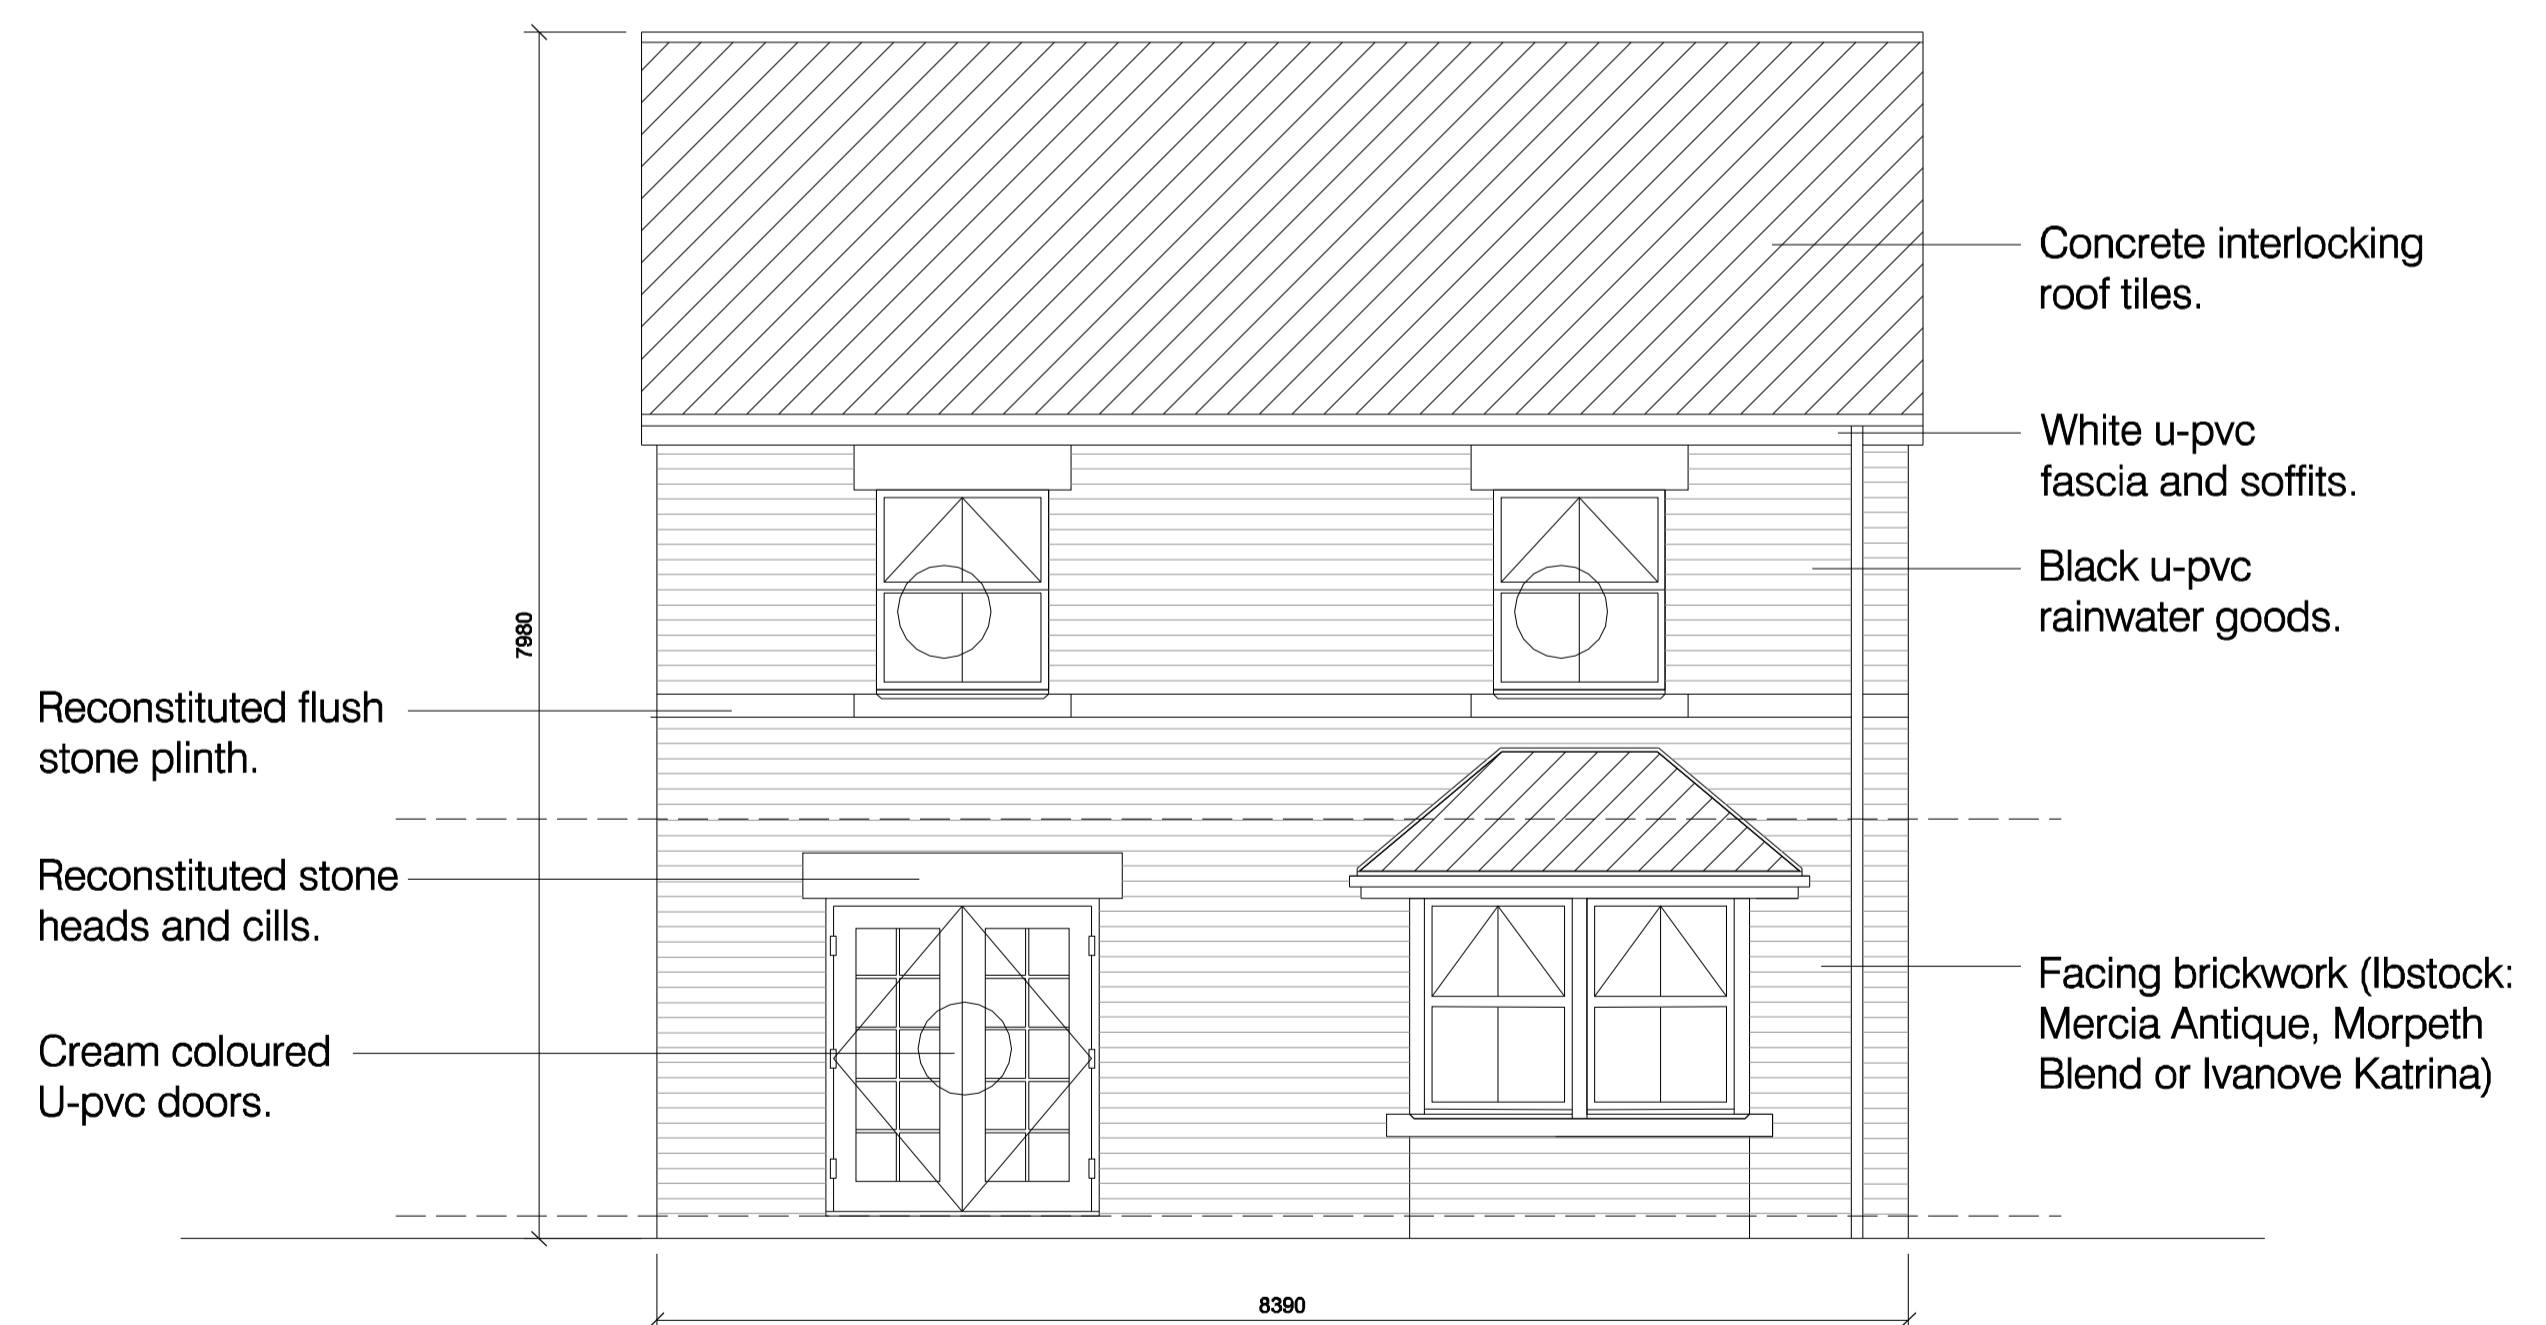 7980
Reconstituted flush
stone plinth.
Reconstituted stone
heads and cills.
Cream coloured
U-pvc doors.
Concrete interlocking
roof tiles.
White u-pvc
fascia and soffits.
Black u-pvc
rainwater goods.
Facing brickwork (Ibstock:
Mercia Antique, Morpeth
Blend or Ivanove Katrina)
8390